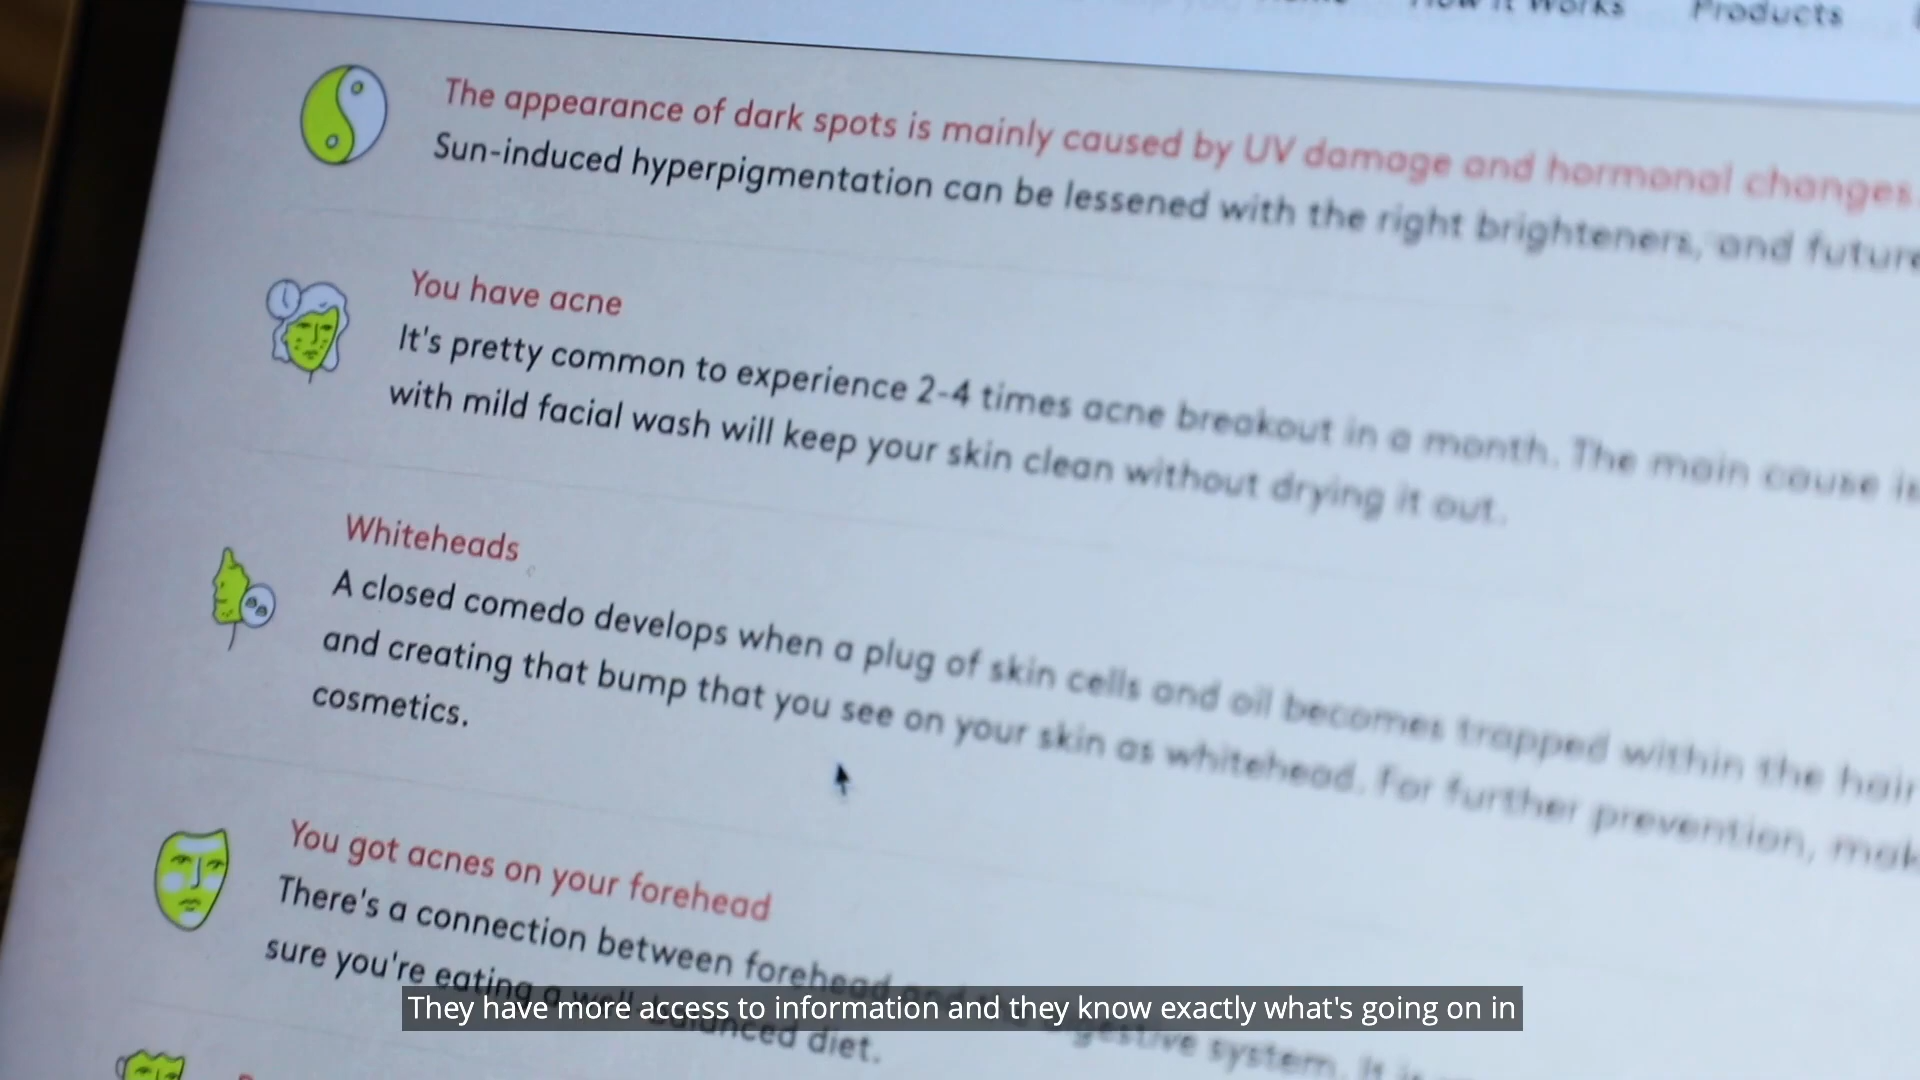 How it Works Products
The appearance of dark spots is mainly caused by UV damage and hormonal changes.
Sun-induced hyperpigmentation can be lessened with the right brighteners, and future
You have acne
It's pretty common to experience 2-4 times acne breakout in a month. The main cause is
with mild facial wash will keep your skin clean without drying it out.
Whiteheads
A closed comedo develops when a plug of skin cells and oil becomes trapped within the hair
and creating that bump that you see on your skin as whitehead. For further prevention,
cosmetics.
You got acnes on your forehead
There's a connection between forehead and digestive system. It is
sure you're eating a well-balanced diet.
They have more access to information and they know exactly what's going on in